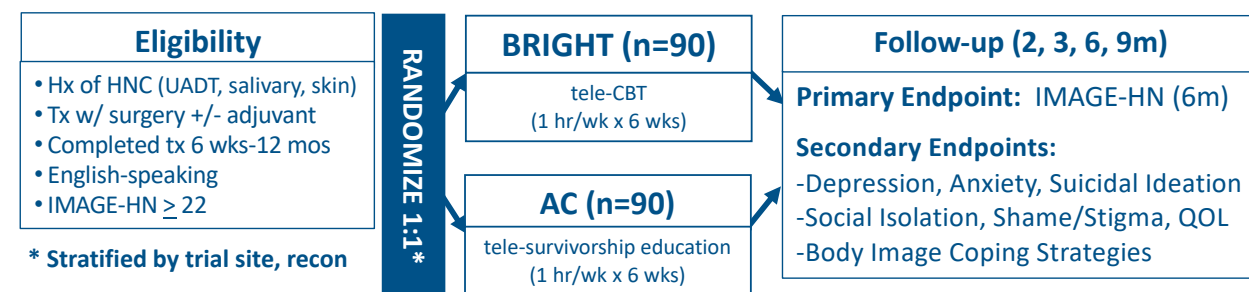 Eligibility
• Hx of HNC (UADT, salivary, skin)
• Tx w/ surgery +/- adjuvant
• Completed tx 6 wks-12 mos
• English-speaking
• IMAGE-HN ≥ 22
* Stratified by trial site, recon
RANDOMIZE 1:1*
BRIGHT (n=90)
tele-CBT
(1 hr/wk x 6 wks)
AC (n=90)
tele-survivorship education
(1 hr/wk x 6 wks)
Follow-up (2, 3, 6, 9m)
Primary Endpoint: IMAGE-HN (6m)
Secondary Endpoints:
-Depression, Anxiety, Suicidal Ideation
-Social Isolation, Shame/Stigma, QOL
-Body Image Coping Strategies